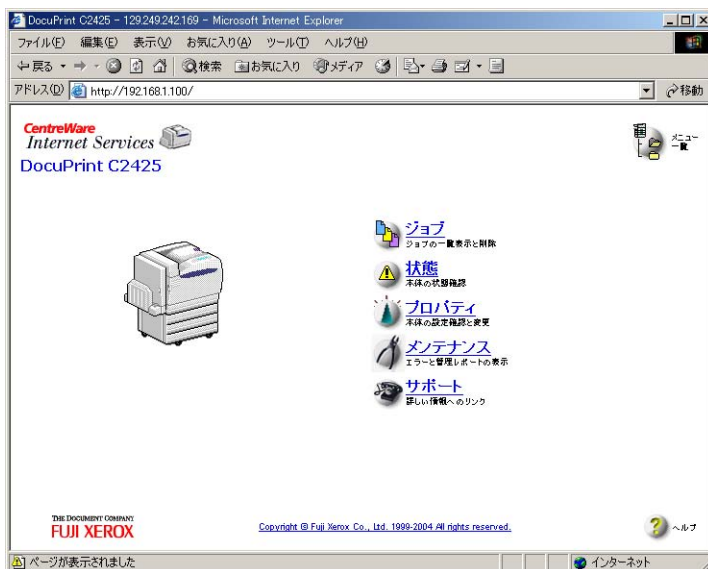 DocuPrint C2425 - 129.249.242.169 - Microsoft Internet Explorer
ファイル(F) 編集(E) 表示(V) お気に入り(A) ツール(T) ヘルプ(H)
戻る 検索 お気に入り メディア
アドレス(D) http://192.168.1.100/ 移動
CentreWare
Internet Services
DocuPrint C2425
メニュー
一覧
ジョブ
ジョブの一覧表示と削除
状態
本体の状態確認
プロパティ
本体の設定確認と変更
メンテナンス
エラーと管理レポートの表示
サポート
詳しい情報へのリンク
THE DOCUMENT COMPANY
FUJI XEROX
Copyright © Fuji Xerox Co., Ltd. 1999-2004 All rights reserved.
ヘルプ
ページが表示されました インターネット